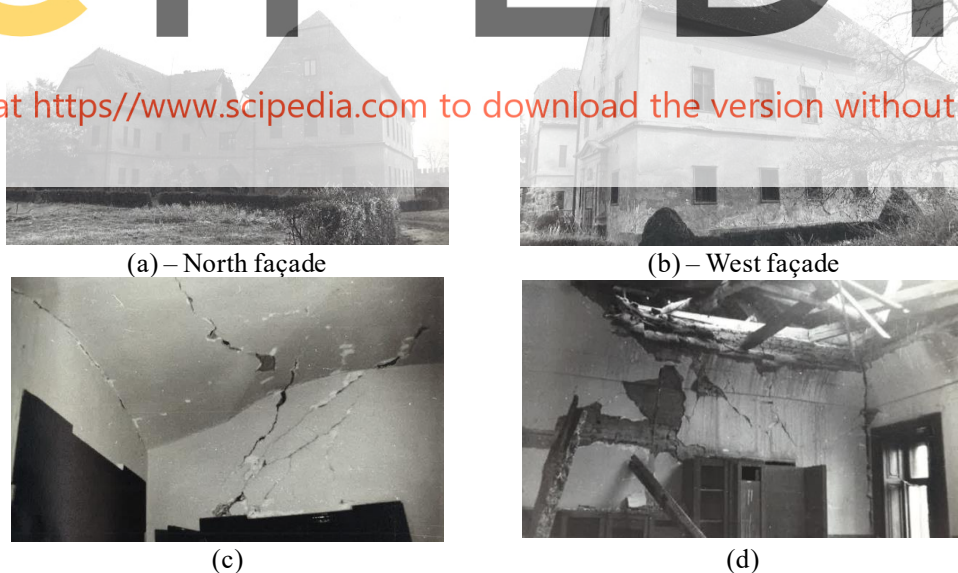 at https//www.scipedia.com to download the version without
(a) – North façade
(b) – West façade
(c)
(d)